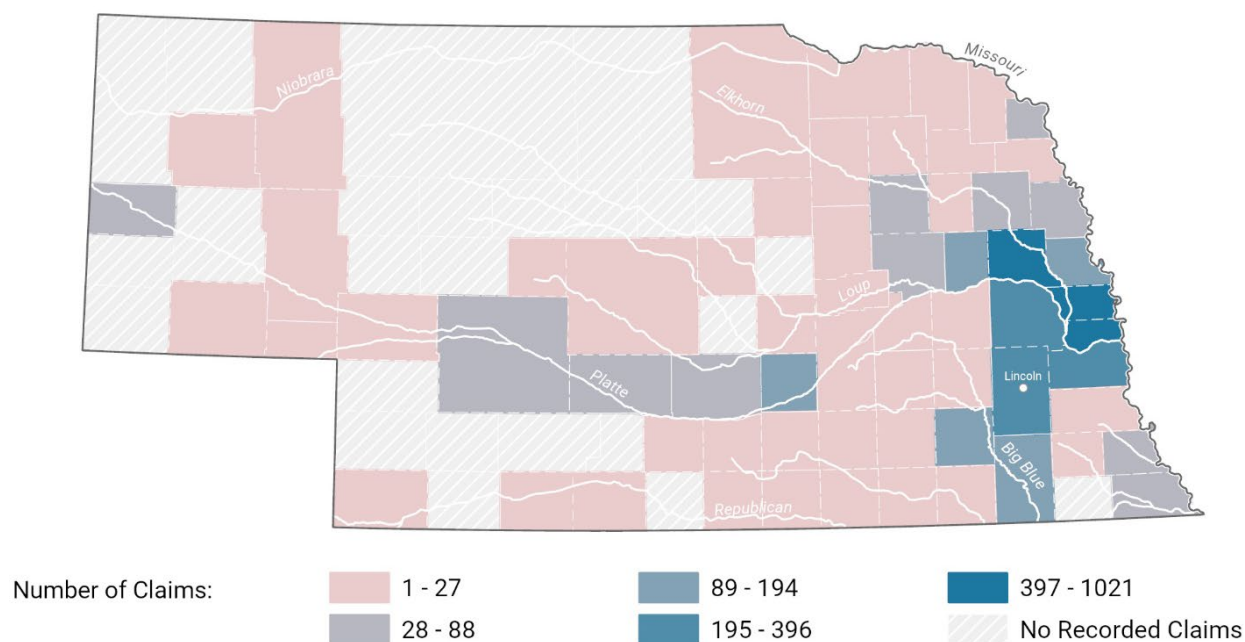 Missouri
Niobrara
Elkhorn
Loup
Lincoln
Platte
Big Blue
Republican
Number of Claims:
1 - 27
89 - 194
397 - 1021
28 - 88
195 - 396
No Recorded Claims